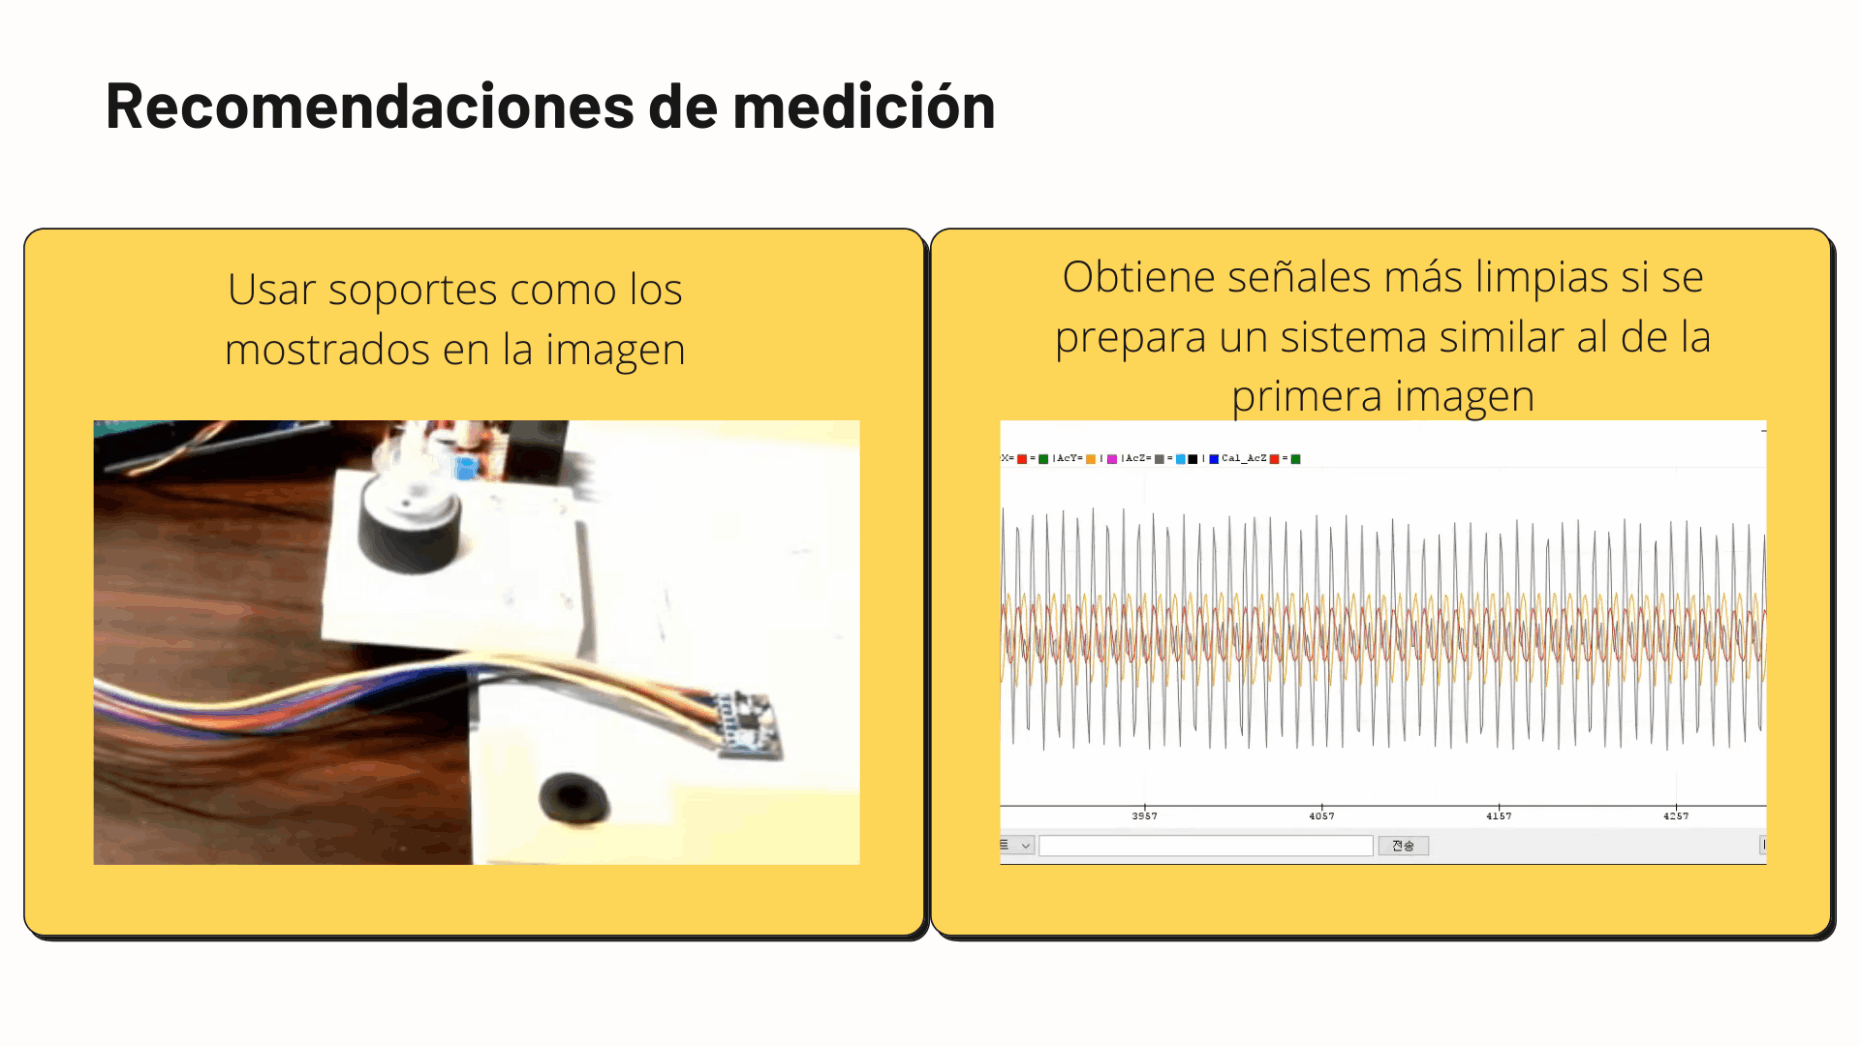 Recomendaciones de medición
Usar soportes como los
mostrados en la imagen
Obtiene señales más limpias si se
prepara un sistema similar al de la
primera imagen
X= = |AcY= | |AcZ= = | Cal_AcZ =
3957 4057 4157 4257
전송